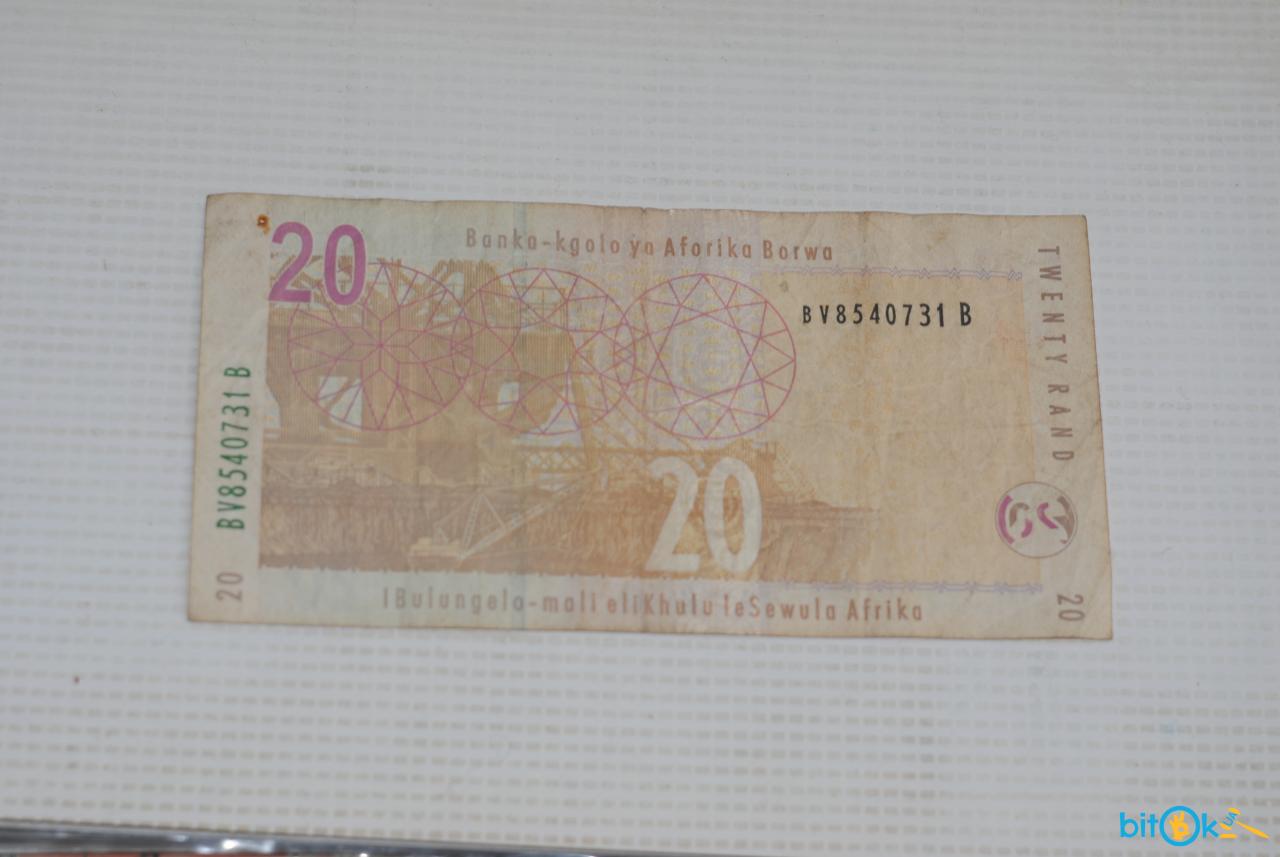 20
Banka-kgolo ya Aforika Borwa
TWENTY RAND
BV8540731 B
BV8540731 B
20
20
IBulungelo-mali eliKhulu leSewula Afrika
20
bitOk
UA